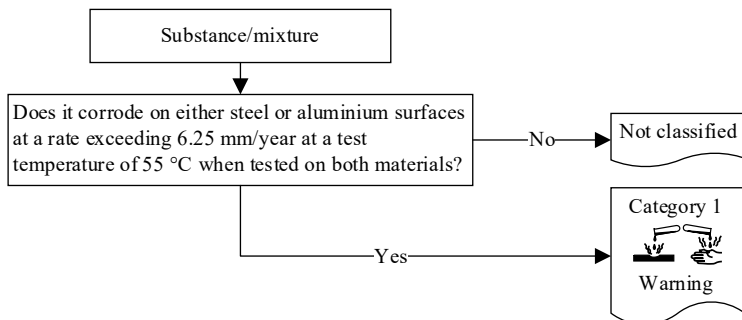 Substance/mixture
Does it corrode on either steel or aluminium surfaces
at a rate exceeding 6.25 mm/year at a test
temperature of 55 °C when tested on both materials?
No
Not classified
Category 1
Yes
Warning